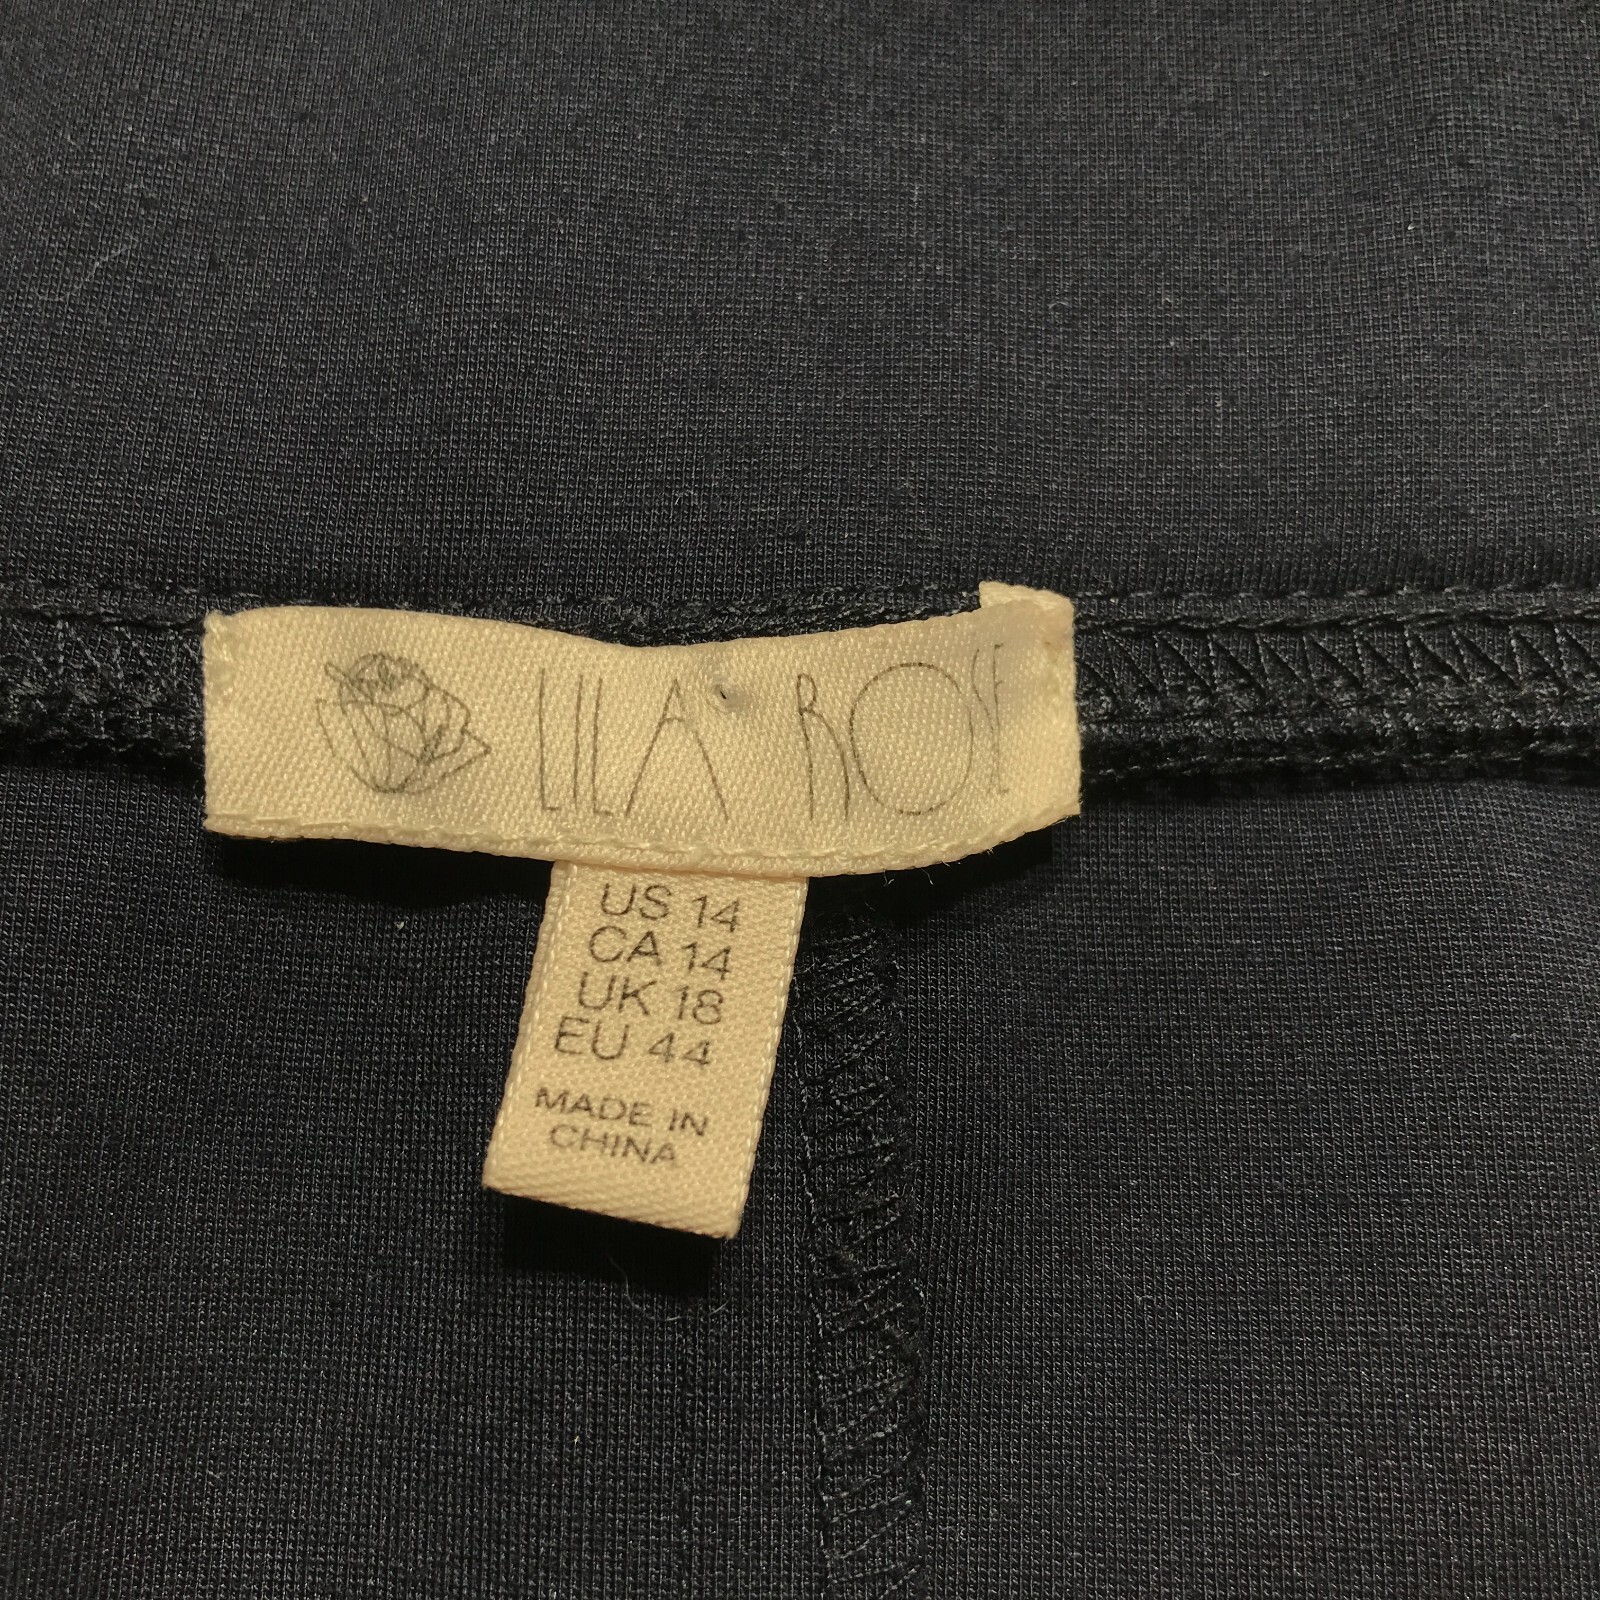 LILA ROSE
US 14
CA 14
UK 18
EU 44
MADE IN
CHINA